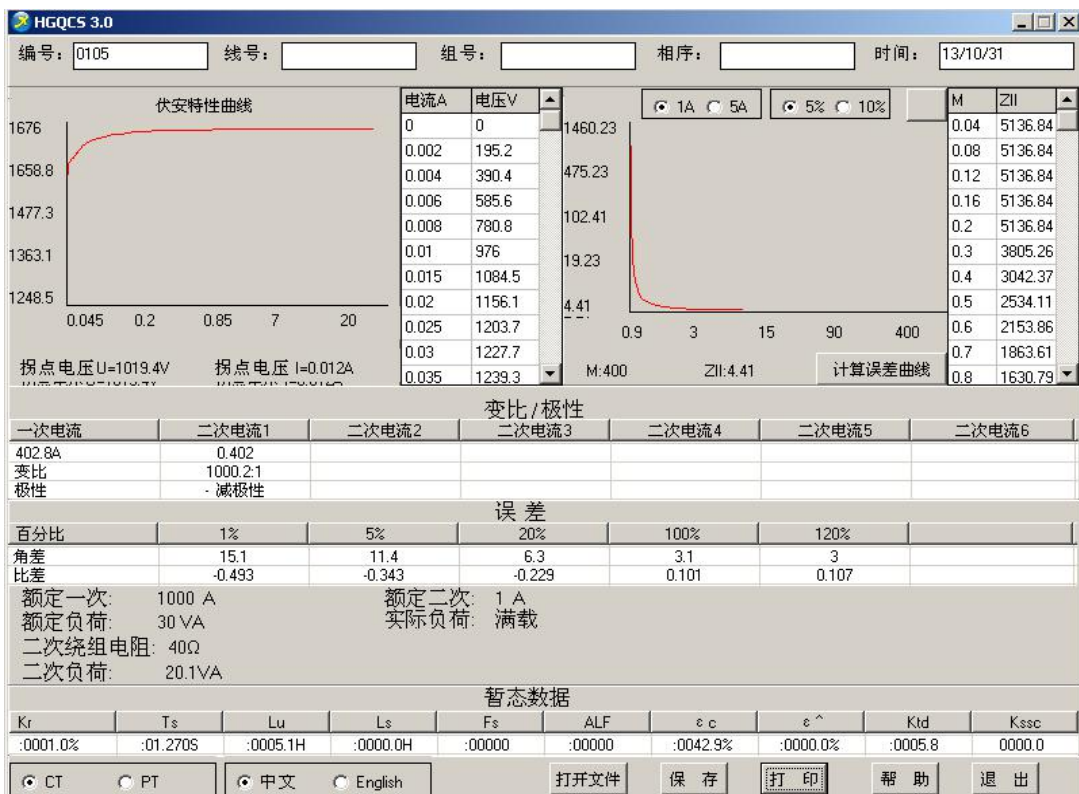 HGQCS 3.0
编号： 0105 线号： 组号： 相序： 时间： 13/10/31
伏安特性曲线
1676
1658.8
1477.3
1363.1
1248.5
0.045 0.2 0.85 7 20
拐点电压U=1019.4V 拐点电压 I=0.012A
电流A 电压V
0 0
0.002 195.2
0.004 390.4
0.006 585.6
0.008 780.8
0.01 976
0.015 1084.5
0.02 1156.1
0.025 1203.7
0.03 1227.7
0.035 1239.3
1A 5A 5% 10%
1460.23
475.23
102.41
19.23
4.41
0.9 3 15 90 400
M:400 ZII:4.41 计算误差曲线
M ZII
0.04 5136.84
0.08 5136.84
0.12 5136.84
0.16 5136.84
0.2 5136.84
0.3 3805.26
0.4 3042.37
0.5 2534.11
0.6 2153.86
0.7 1863.61
0.8 1630.79
变比/极性
一次电流 二次电流1 二次电流2 二次电流3 二次电流4 二次电流5 二次电流6
402.8A 0.402
变比 1000.2:1
极性 - 减极性
误 差
百分比 1% 5% 20% 100% 120%
角差 15.1 11.4 6.3 3.1 3
比差 -0.493 -0.343 -0.229 0.101 0.107
额定一次: 1000 A 额定二次: 1 A
额定负荷: 30 VA 实际负荷: 满载
二次绕组电阻: 40Ω
二次负荷: 20.1VA
暂态数据
Kr Ts Lu Ls Fs ALF ε c ε ^ Ktd Kssc
:0001.0% :01.270S :0005.1H :0000.0H :00000 :00000 :0042.9% :0000.0% :0005.8 0000.0
CT PT 中文 English 打开文件 保 存 打 印 帮 助 退 出